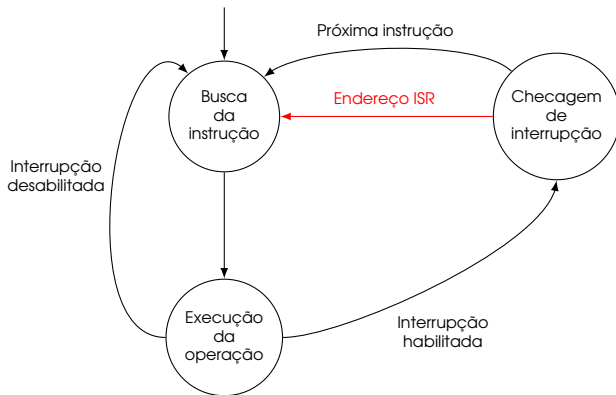 Próxima instrução
Busca
da
instrução
Endereço ISR
Checagem
de
interrupção
Interrupção
desabilitada
Execução
da
operação
Interrupção
habilitada